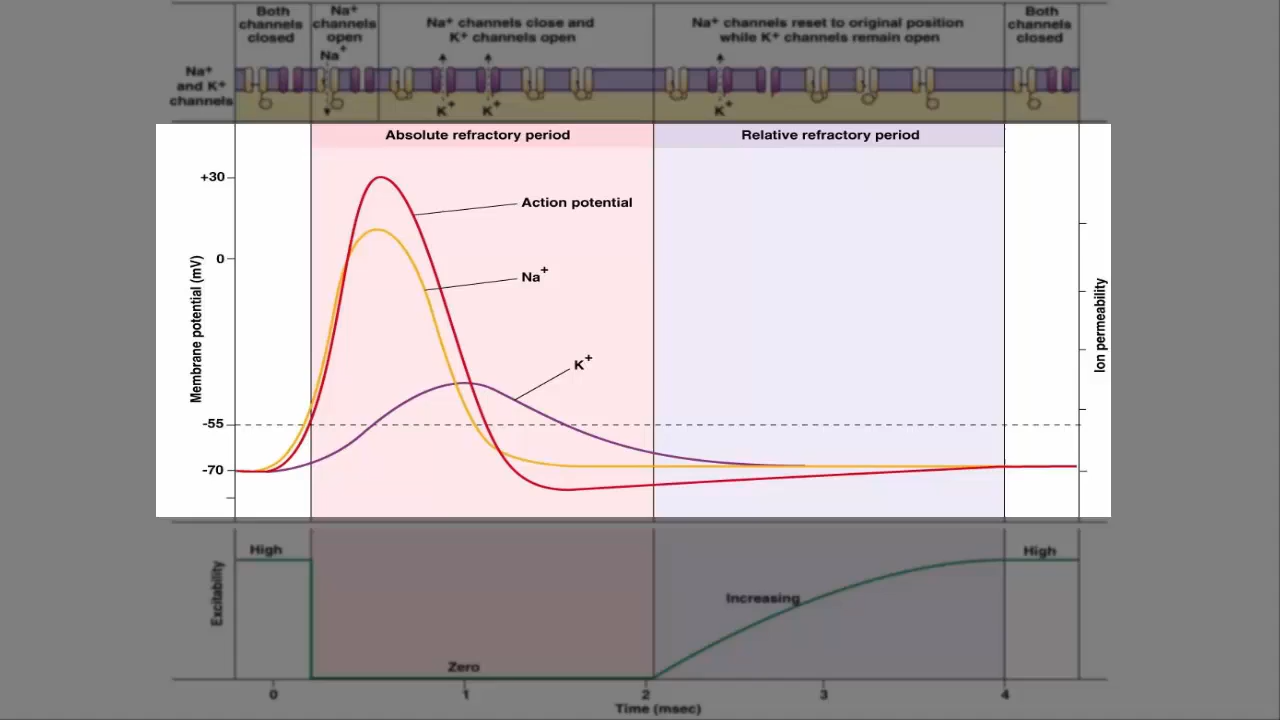 Both
channels
closed
Na⁺
channels
open
Na⁺ channels close and
K⁺ channels open
Na⁺ channels reset to original position
while K⁺ channels remain open
Both
channels
closed
Na⁺
Na⁺
and K⁺
channels
K⁺
K⁺
K⁺
Absolute refractory period
Relative refractory period
+30
Action potential
0
Na⁺
Membrane potential (mV)
Ion permeability
K⁺
-55
-70
High
High
Excitability
Increasing
Zero
0
1
2
3
4
Time (msec)